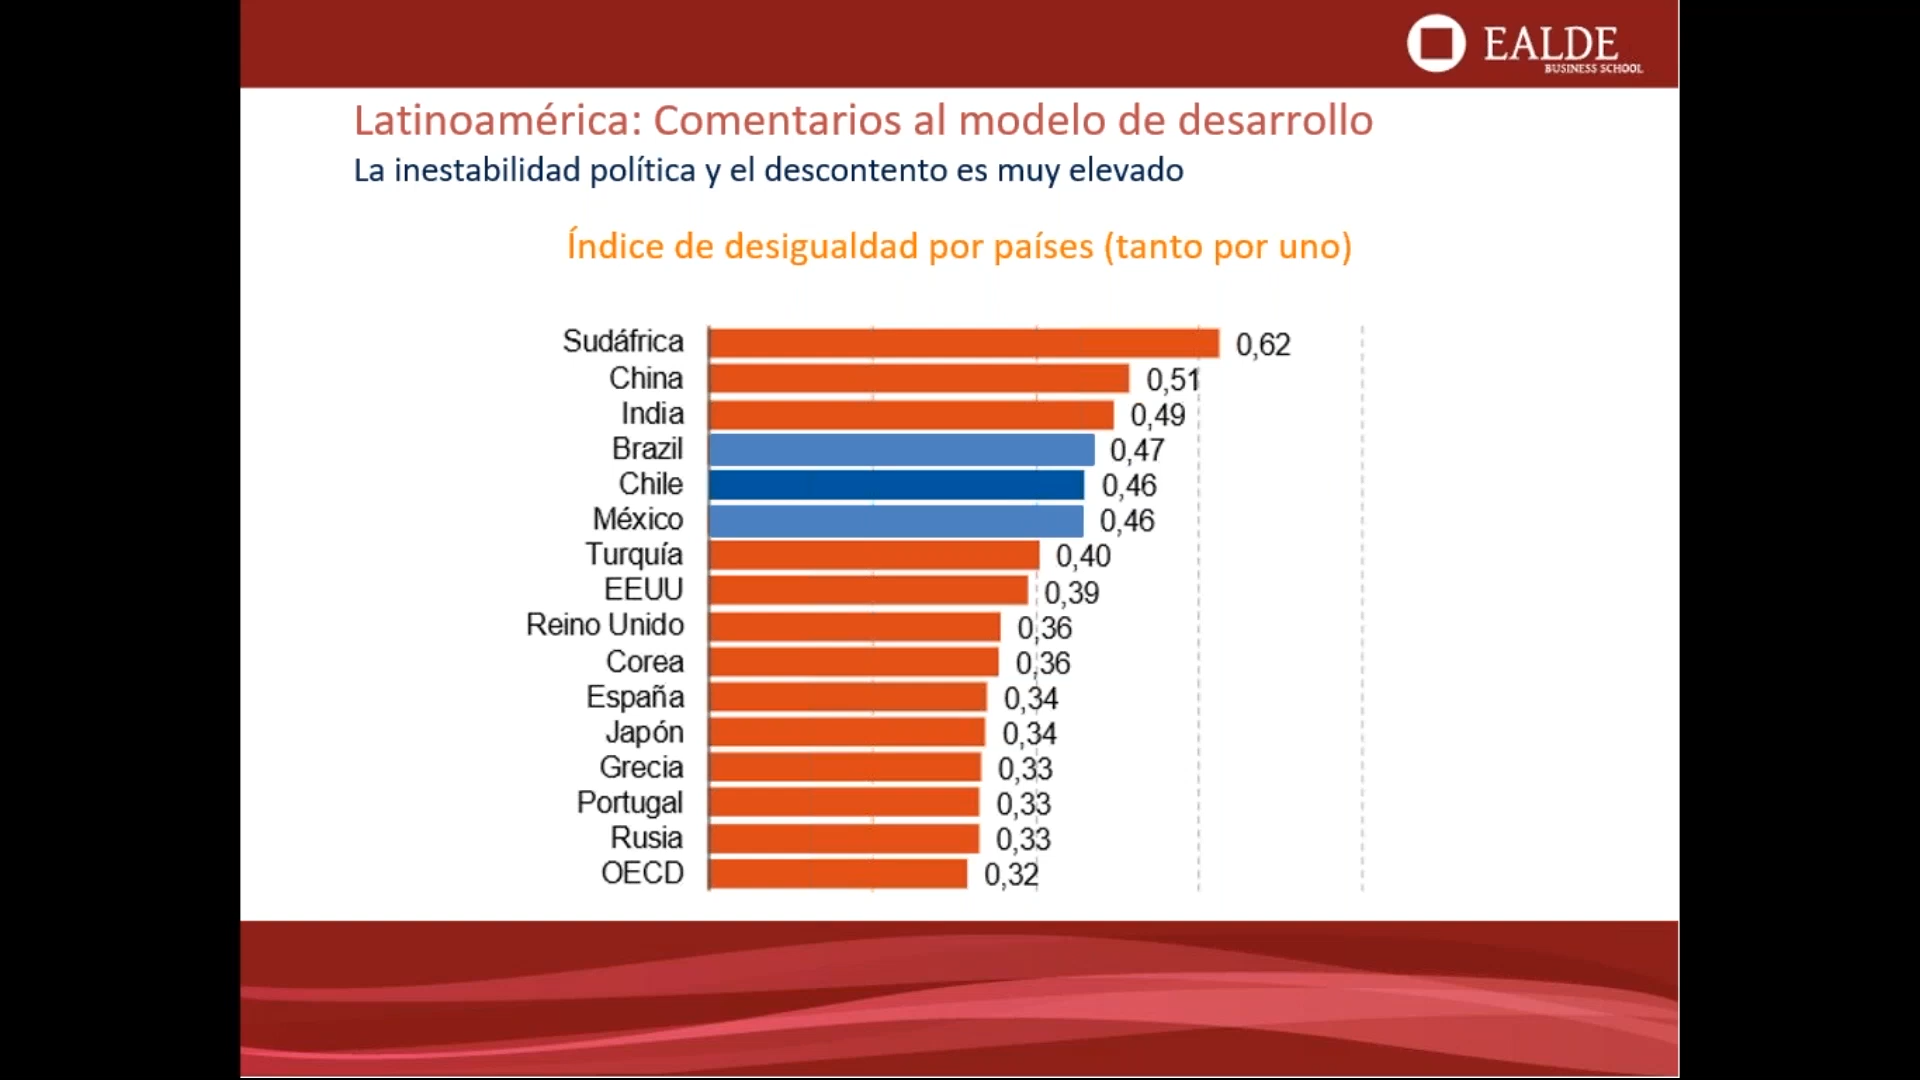 EALDE
BUSINESS SCHOOL
Latinoamérica: Comentarios al modelo de desarrollo
La inestabilidad política y el descontento es muy elevado
Índice de desigualdad por países (tanto por uno)
Sudáfrica 0,62
China 0,51
India 0,49
Brazil 0,47
Chile 0,46
México 0,46
Turquía 0,40
EEUU 0,39
Reino Unido 0,36
Corea 0,36
España 0,34
Japón 0,34
Grecia 0,33
Portugal 0,33
Rusia 0,33
OECD 0,32